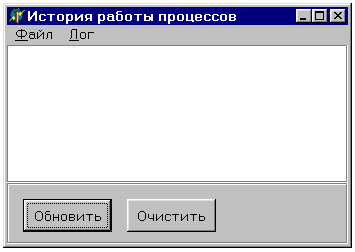 История работы процессов
Файл Лог
Обновить Очистить